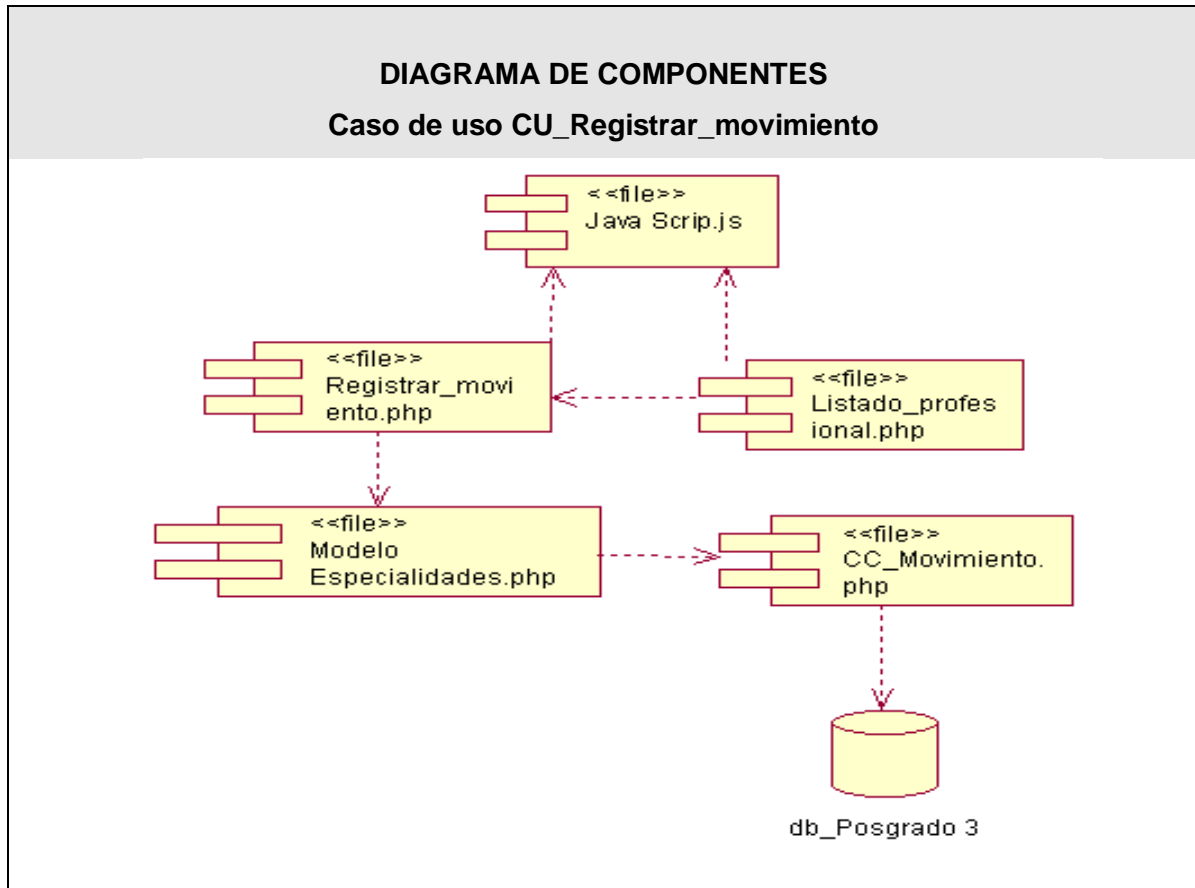 DIAGRAMA DE COMPONENTES
Caso de uso CU_Registrar_movimiento
<<file>>
Java Scrip.js
<<file>>
Registrar_movi
ento.php
<<file>>
Listado_profes
ional.php
<<file>>
Modelo
Especialidades.php
<<file>>
CC_Movimiento.
php
db_Posgrado 3